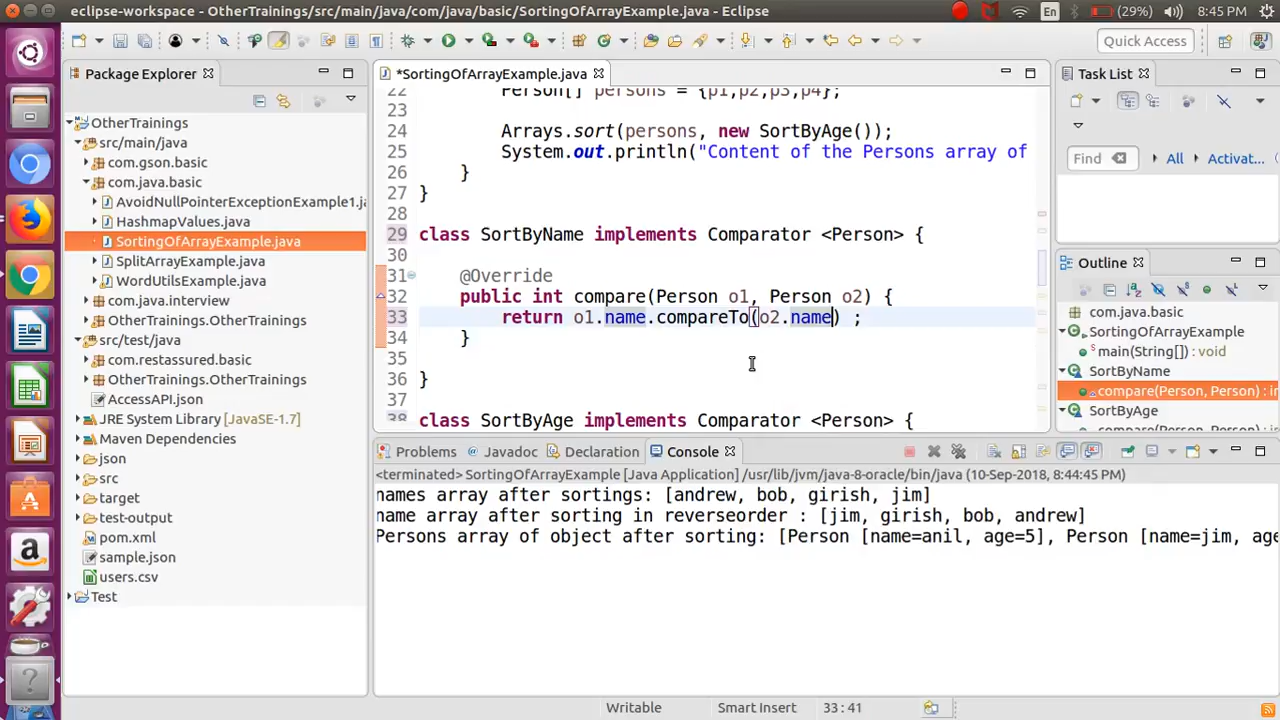 eclipse-workspace - OtherTrainings/src/main/java/com/java/basic/SortingOfArrayExample.java - Eclipse
En
(29%)
8:45 PM
Quick Access
Package Explorer
OtherTrainings
src/main/java
com.gson.basic
com.java.basic
AvoidNullPointerExceptionExample1.ja
HashmapValues.java
SortingOfArrayExample.java
SplitArrayExample.java
WordUtilsExample.java
com.java.interview
OtherTrainings.OtherTrainings
src/test/java
com.restassured.basic
OtherTrainings.OtherTrainings
AccessAPI.json
JRE System Library [JavaSE-1.7]
Maven Dependencies
json
src
target
test-output
pom.xml
sample.json
users.csv
Test
*SortingOfArrayExample.java
22 Person[] persons = {p1,p2,p3,p4};
23
24 Arrays.sort(persons, new SortByAge());
25 System.out.println("Content of the Persons array of
26 }
27 }
28
29 class SortByName implements Comparator <Person> {
30
31 @Override
32 public int compare(Person o1, Person o2) {
33 return o1.name.compareTo(o2.name) ;
34 }
35
36 }
37
38 class SortByAge implements Comparator <Person> {
Task List
Find
All
Activat...
Outline
com.java.basic
SortingOfArrayExample
main(String[]) : void
SortByName
compare(Person, Person) : in
SortByAge
compare(Person, Person) : in
Problems
Javadoc
Declaration
Console
<terminated> SortingOfArrayExample [Java Application] /usr/lib/jvm/java-8-oracle/bin/java (10-Sep-2018, 8:44:45 PM)
names array after sortings: [andrew, bob, girish, jim]
name array after sorting in reverseorder : [jim, girish, bob, andrew]
Persons array of object after sorting: [Person [name=anil, age=5], Person [name=jim, age
Writable
Smart Insert
33 : 41